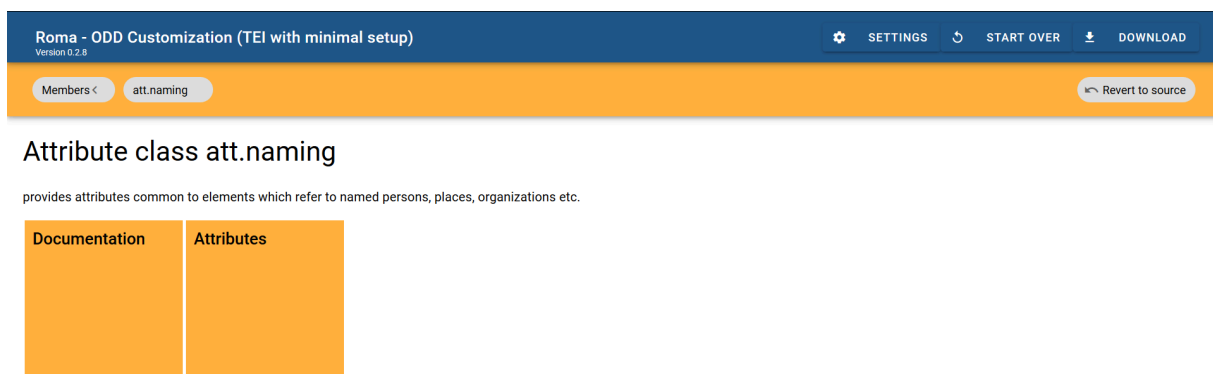 Roma - ODD Customization (TEI with minimal setup)
Version 0.2.8
SETTINGS
START OVER
DOWNLOAD
Members <
att.naming
Revert to source
Attribute class att.naming
provides attributes common to elements which refer to named persons, places, organizations etc.
Documentation
Attributes